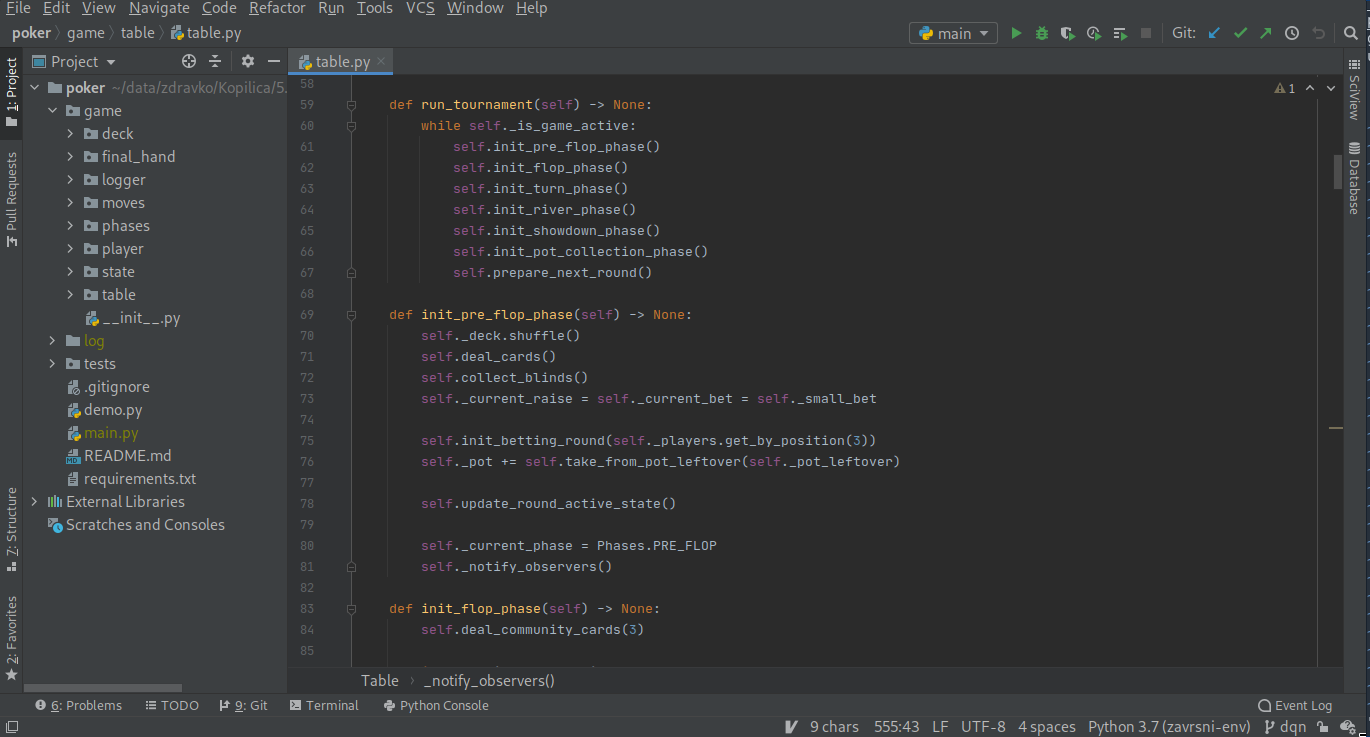 File Edit View Navigate Code Refactor Run Tools VCS Window Help
poker › game › table › table.py
main
Git:
1: Project
Pull Requests
7: Structure
2: Favorites
Project
poker ~/data/zdravko/Kopilica/5.
game
deck
final_hand
logger
moves
phases
player
state
table
__init__.py
log
tests
.gitignore
demo.py
main.py
README.md
requirements.txt
External Libraries
Scratches and Consoles
table.py ×
1
58
59 def run_tournament(self) -> None:
60 while self._is_game_active:
61 self.init_pre_flop_phase()
62 self.init_flop_phase()
63 self.init_turn_phase()
64 self.init_river_phase()
65 self.init_showdown_phase()
66 self.init_pot_collection_phase()
67 self.prepare_next_round()
68
69 def init_pre_flop_phase(self) -> None:
70 self._deck.shuffle()
71 self.deal_cards()
72 self.collect_blinds()
73 self._current_raise = self._current_bet = self._small_bet
74
75 self.init_betting_round(self._players.get_by_position(3))
76 self._pot += self.take_from_pot_leftover(self._pot_leftover)
77
78 self.update_round_active_state()
79
80 self._current_phase = Phases.PRE_FLOP
81 self._notify_observers()
82
83 def init_flop_phase(self) -> None:
84 self.deal_community_cards(3)
85
Table › _notify_observers()
SciView
Database
6: Problems TODO 9: Git Terminal Python Console Event Log
9 chars 555:43 LF UTF-8 4 spaces Python 3.7 (zavrsni-env) dqn